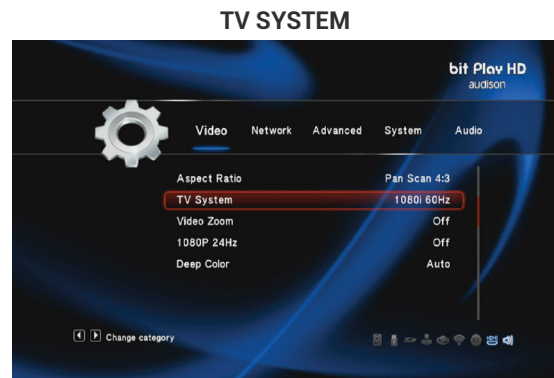 TV SYSTEM
bit Play HD
audison
Video Network Advanced System Audio
Aspect Ratio Pan Scan 4:3
TV System 1080i 60Hz
Video Zoom Off
1080P 24Hz Off
Deep Color Auto
Change category